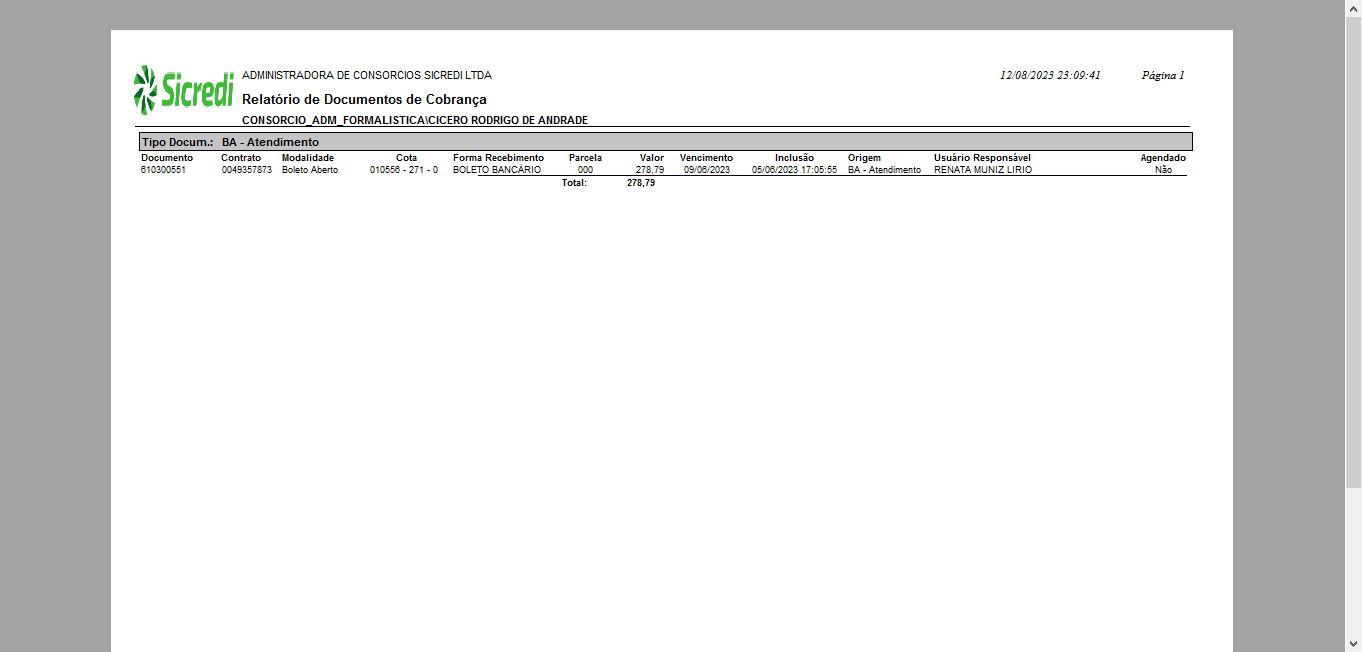 Sicredi ADMINISTRADORA DE CONSORCIOS SICREDI LTDA 12/08/2023 23:09:41 Página 1
Relatório de Documentos de Cobrança
CONSORCIO_ADM_FORMALISTICA\CICERO RODRIGO DE ANDRADE
Tipo Docum.: BA - Atendimento
Documento Contrato Modalidade Cota Forma Recebimento Parcela Valor Vencimento Inclusão Origem Usuário Responsável Agendado
610300551 0049357873 Boleto Aberto 010556 - 271 - 0 BOLETO BANCÁRIO 000 278,79 09/06/2023 05/06/2023 17:05:55 BA - Atendimento RENATA MUNIZ LIRIO Não
Total: 278,79